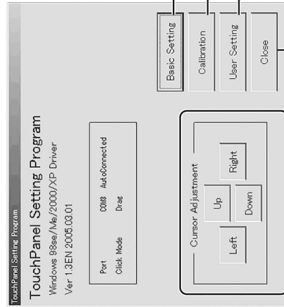 TouchPanel Setting Program
TouchPanel Setting Program
Windows 98se/Me/2000/XP Driver
Ver 1.3EN 2005.03.01
Port COM3 AutoConnected
Click Mode Drag
Cursor Adjustment
Up
Left Right
Down
Basic Setting
Calibration
User Setting
Close